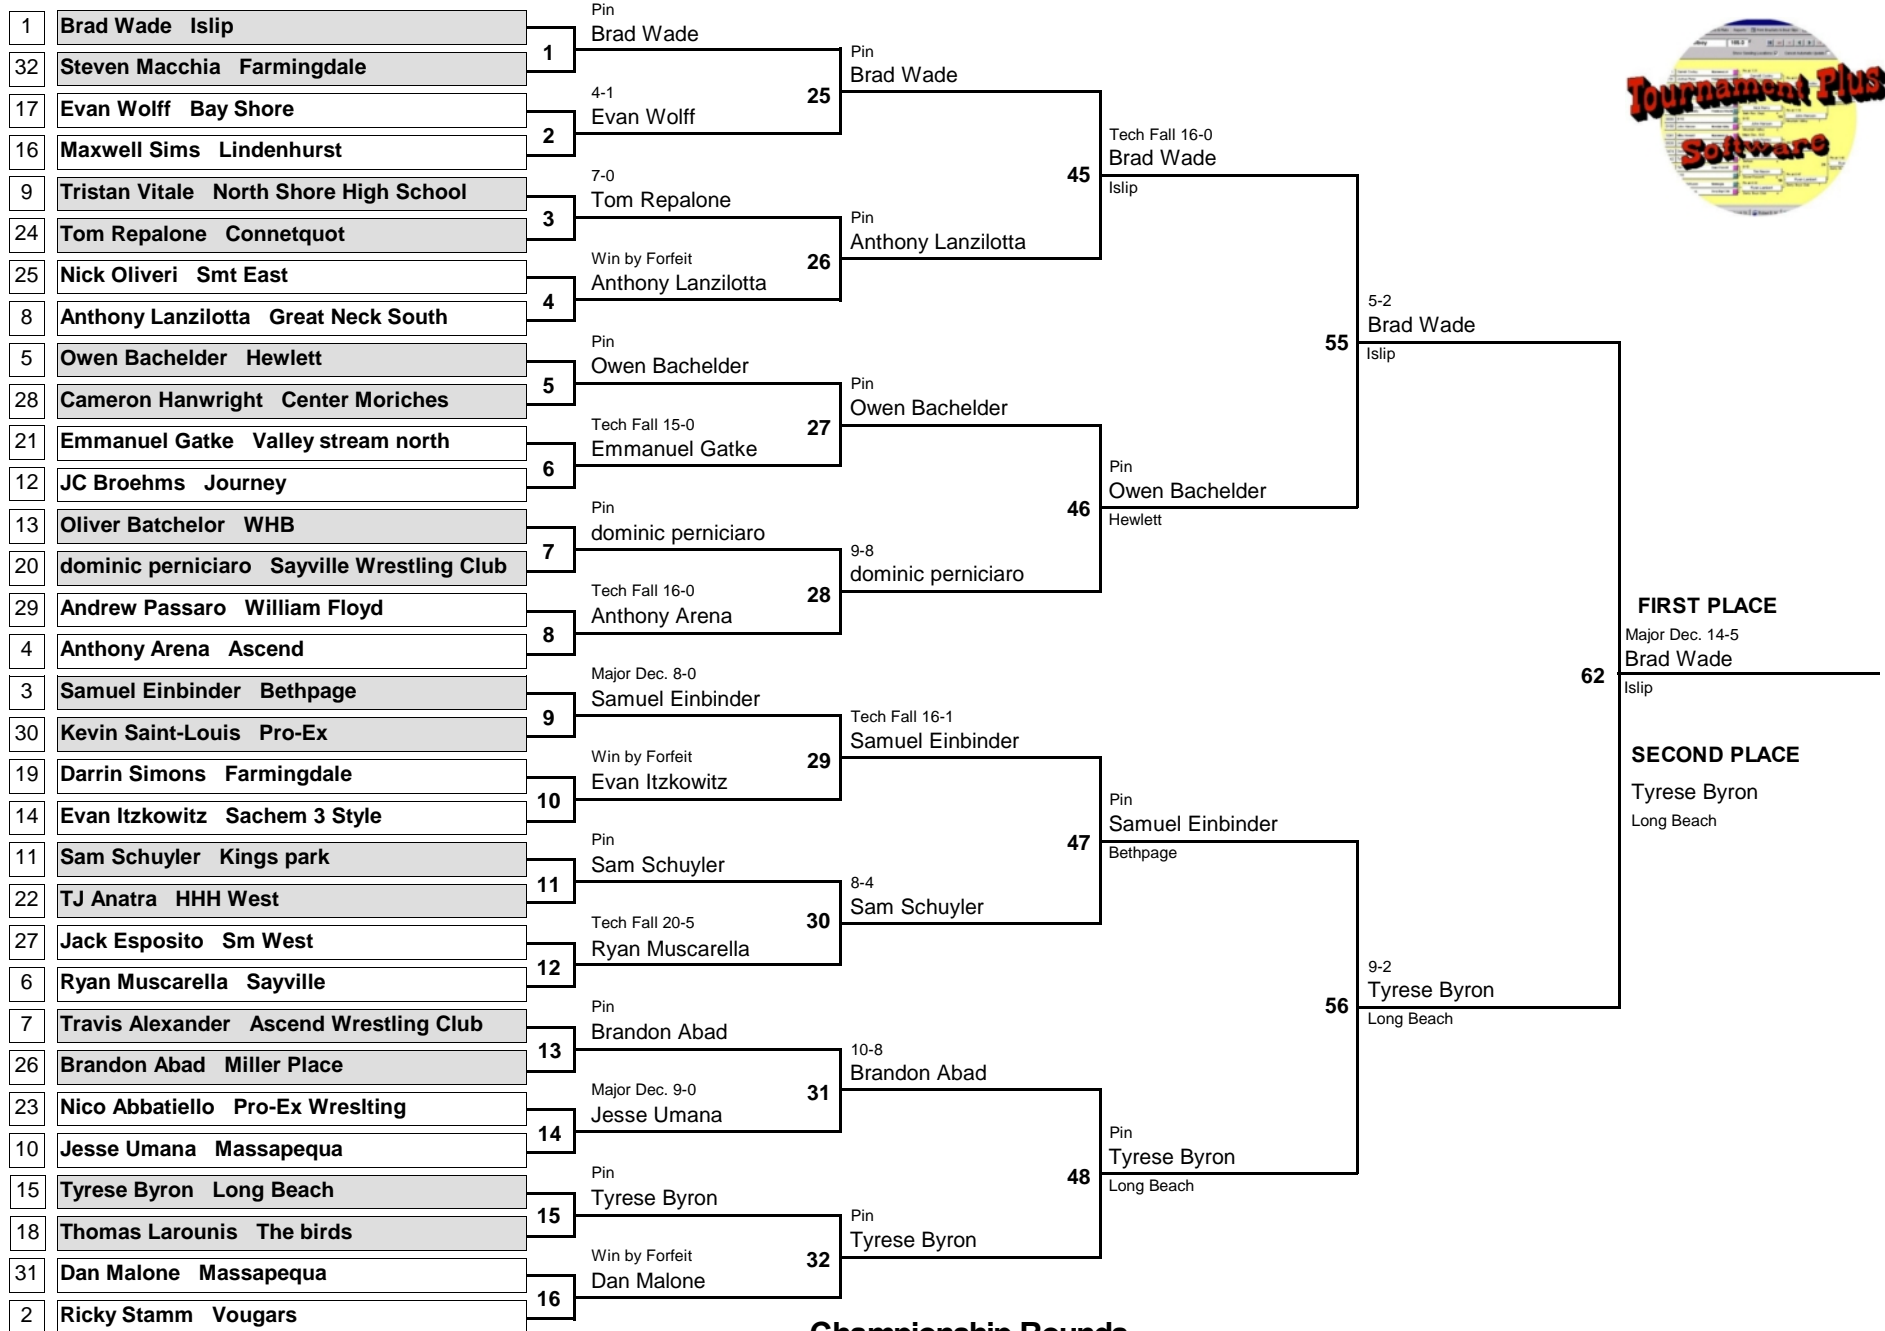 1 Brad Wade Islip
32 Steven Macchia Farmingdale
17 Evan Wolff Bay Shore
16 Maxwell Sims Lindenhurst
9 Tristan Vitale North Shore High School
24 Tom Repalone Connetquot
25 Nick Oliveri Smt East
8 Anthony Lanzilotta Great Neck South
5 Owen Bachelder Hewlett
28 Cameron Hanwright Center Moriches
21 Emmanuel Gatke Valley stream north
12 JC Broehms Journey
13 Oliver Batchelor WHB
20 dominic perniciaro Sayville Wrestling Club
29 Andrew Passaro William Floyd
4 Anthony Arena Ascend
3 Samuel Einbinder Bethpage
30 Kevin Saint-Louis Pro-Ex
19 Darrin Simons Farmingdale
14 Evan Itzkowitz Sachem 3 Style
11 Sam Schuyler Kings park
22 TJ Anatra HHH West
27 Jack Esposito Sm West
6 Ryan Muscarella Sayville
7 Travis Alexander Ascend Wrestling Club
26 Brandon Abad Miller Place
23 Nico Abbatiello Pro-Ex Wreslting
10 Jesse Umana Massapequa
15 Tyrese Byron Long Beach
18 Thomas Larounis The birds
31 Dan Malone Massapequa
2 Ricky Stamm Vougars
1
2
3
4
5
6
7
8
9
10
11
12
13
14
15
16
Pin
Brad Wade
4-1
Evan Wolff
7-0
Tom Repalone
Win by Forfeit
Anthony Lanzilotta
Pin
Owen Bachelder
Tech Fall 15-0
Emmanuel Gatke
Pin
dominic perniciaro
Tech Fall 16-0
Anthony Arena
Major Dec. 8-0
Samuel Einbinder
Win by Forfeit
Evan Itzkowitz
Pin
Sam Schuyler
Tech Fall 20-5
Ryan Muscarella
Pin
Brandon Abad
Major Dec. 9-0
Jesse Umana
Pin
Tyrese Byron
Win by Forfeit
Dan Malone
25
26
27
28
29
30
31
32
Pin
Brad Wade
Pin
Anthony Lanzilotta
Pin
Owen Bachelder
9-8
dominic perniciaro
Tech Fall 16-1
Samuel Einbinder
8-4
Sam Schuyler
10-8
Brandon Abad
Pin
Tyrese Byron
45
46
47
48
Tech Fall 16-0
Brad Wade
Islip
Pin
Owen Bachelder
Hewlett
Pin
Samuel Einbinder
Bethpage
Pin
Tyrese Byron
Long Beach
55
56
5-2
Brad Wade
Islip
9-2
Tyrese Byron
Long Beach
62
FIRST PLACE
Major Dec. 14-5
Brad Wade
Islip
SECOND PLACE
Tyrese Byron
Long Beach
Tournament Plus
Software
Championship Rounds